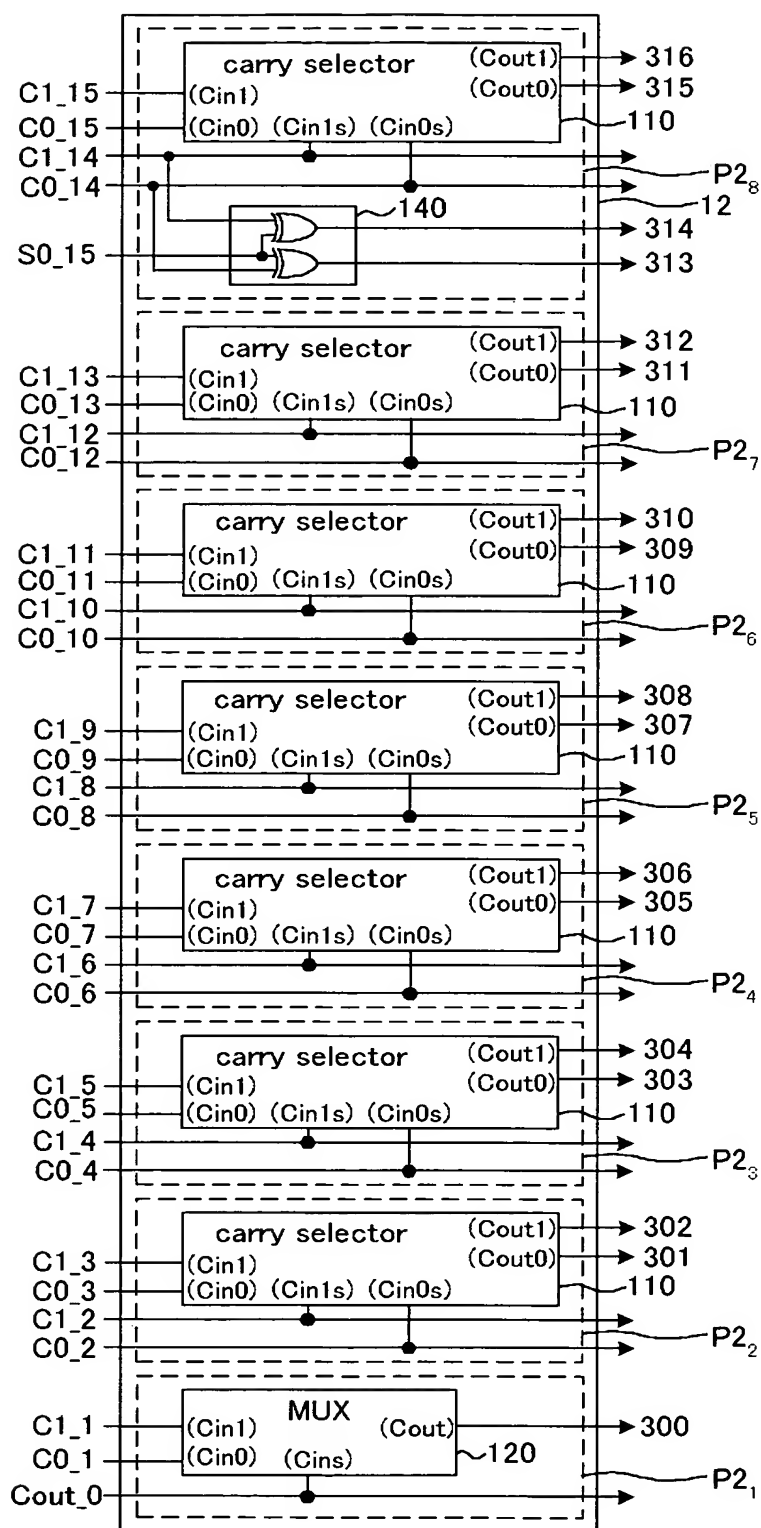 carry selector (Cout1) 316
C1_15 (Cin1) (Cout0) 315
C0_15 (Cin0) (Cin1s) (Cin0s) 110
C1_14
C0_14 P2₈
140 12
314
S0_15 313
carry selector (Cout1) 312
C1_13 (Cin1) (Cout0) 311
C0_13 (Cin0) (Cin1s) (Cin0s) 110
C1_12
C0_12 P2₇
carry selector (Cout1) 310
C1_11 (Cin1) (Cout0) 309
C0_11 (Cin0) (Cin1s) (Cin0s) 110
C1_10
C0_10 P2₆
carry selector (Cout1) 308
C1_9 (Cin1) (Cout0) 307
C0_9 (Cin0) (Cin1s) (Cin0s) 110
C1_8
C0_8 P2₅
carry selector (Cout1) 306
C1_7 (Cin1) (Cout0) 305
C0_7 (Cin0) (Cin1s) (Cin0s) 110
C1_6
C0_6 P2₄
carry selector (Cout1) 304
C1_5 (Cin1) (Cout0) 303
C0_5 (Cin0) (Cin1s) (Cin0s) 110
C1_4
C0_4 P2₃
carry selector (Cout1) 302
C1_3 (Cin1) (Cout0) 301
C0_3 (Cin0) (Cin1s) (Cin0s) 110
C1_2
C0_2 P2₂
MUX
C1_1 (Cin1) (Cout) 300
C0_1 (Cin0) (Cins) 120
Cout_0 P2₁